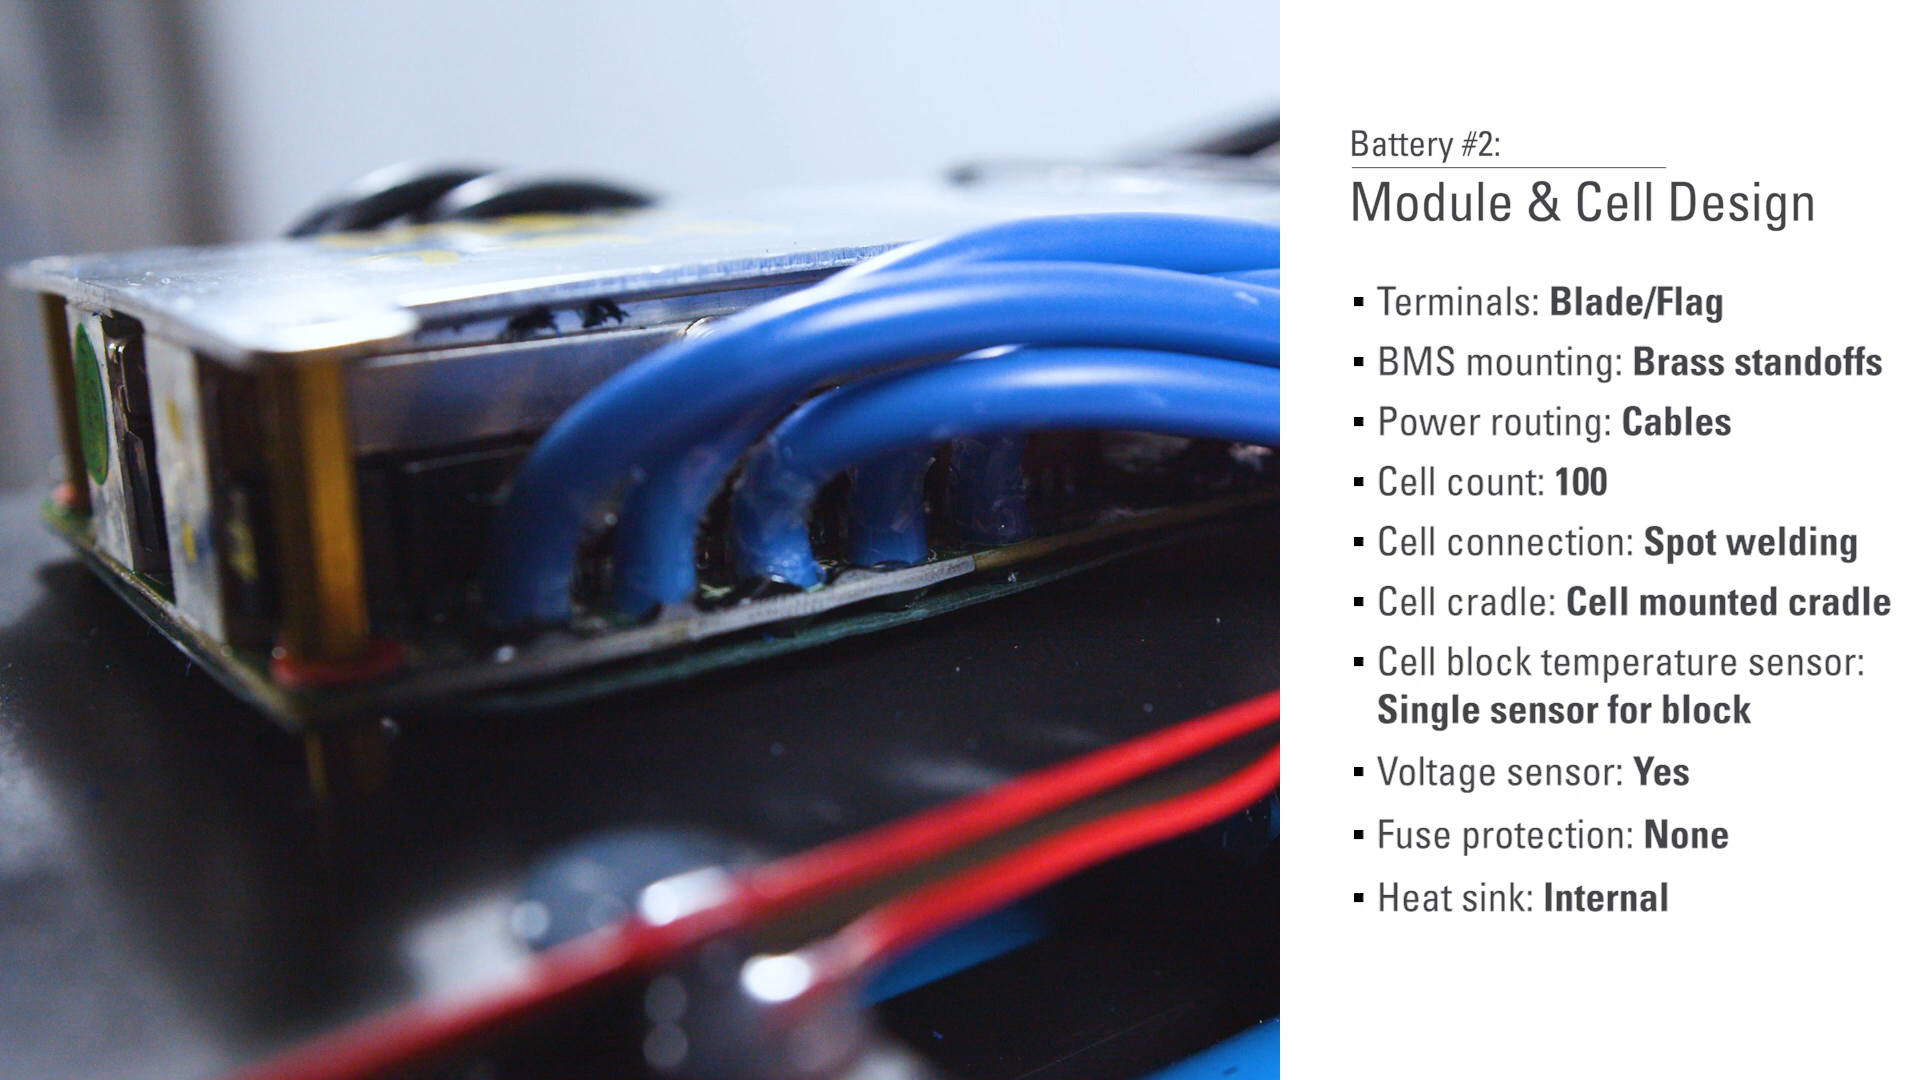 Battery #2:
Module & Cell Design
▪ Terminals: Blade/Flag
▪ BMS mounting: Brass standoffs
▪ Power routing: Cables
▪ Cell count: 100
▪ Cell connection: Spot welding
▪ Cell cradle: Cell mounted cradle
▪ Cell block temperature sensor:
Single sensor for block
▪ Voltage sensor: Yes
▪ Fuse protection: None
▪ Heat sink: Internal